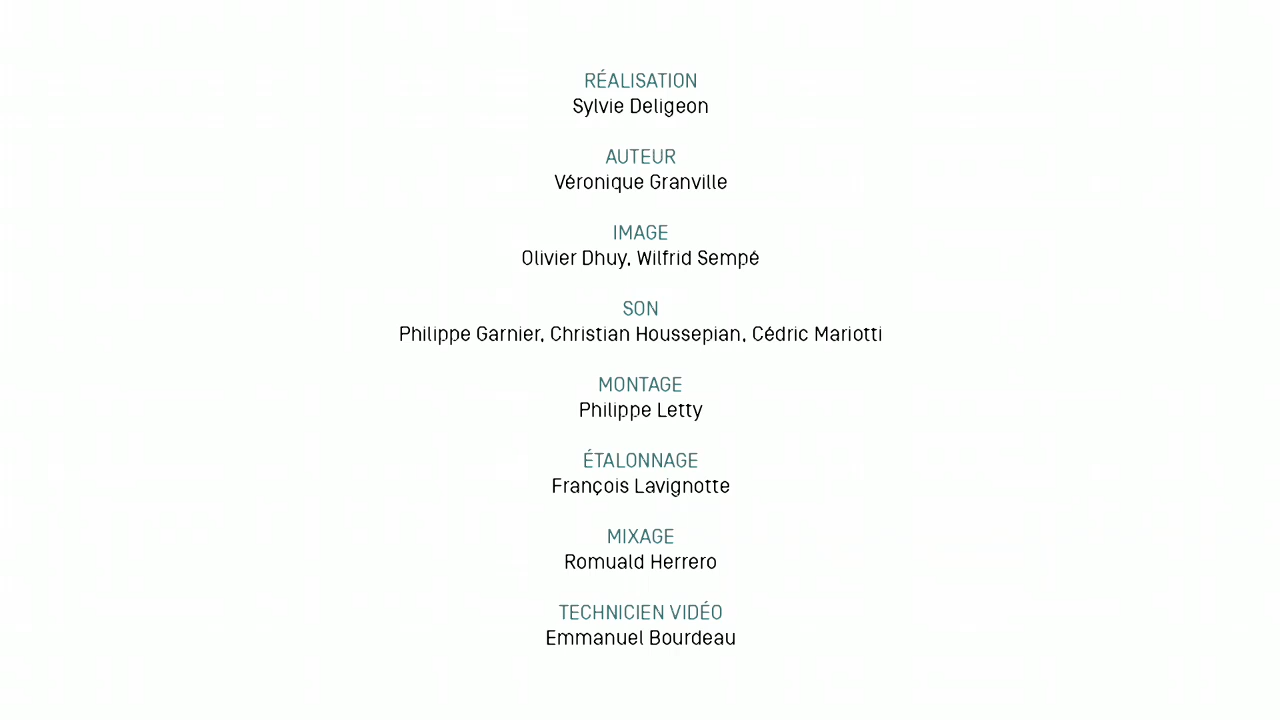 RÉALISATION
Sylvie Deligeon
AUTEUR
Véronique Granville
IMAGE
Olivier Dhuy, Wilfrid Sempé
SON
Philippe Garnier, Christian Houssepian, Cédric Mariotti
MONTAGE
Philippe Letty
ÉTALONNAGE
François Lavignotte
MIXAGE
Romuald Herrero
TECHNICIEN VIDÉO
Emmanuel Bourdeau